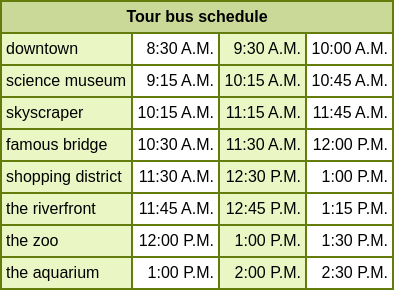 Tour bus schedule
downtown 8:30 A.M. 9:30 A.M. 10:00 A.M.
science museum 9:15 A.M. 10:15 A.M. 10:45 A.M.
skyscraper 10:15 A.M. 11:15 A.M. 11:45 A.M.
famous bridge 10:30 A.M. 11:30 A.M. 12:00 P.M.
shopping district 11:30 A.M. 12:30 P.M. 1:00 P.M.
the riverfront 11:45 A.M. 12:45 P.M. 1:15 P.M.
the zoo 12:00 P.M. 1:00 P.M. 1:30 P.M.
the aquarium 1:00 P.M. 2:00 P.M. 2:30 P.M.